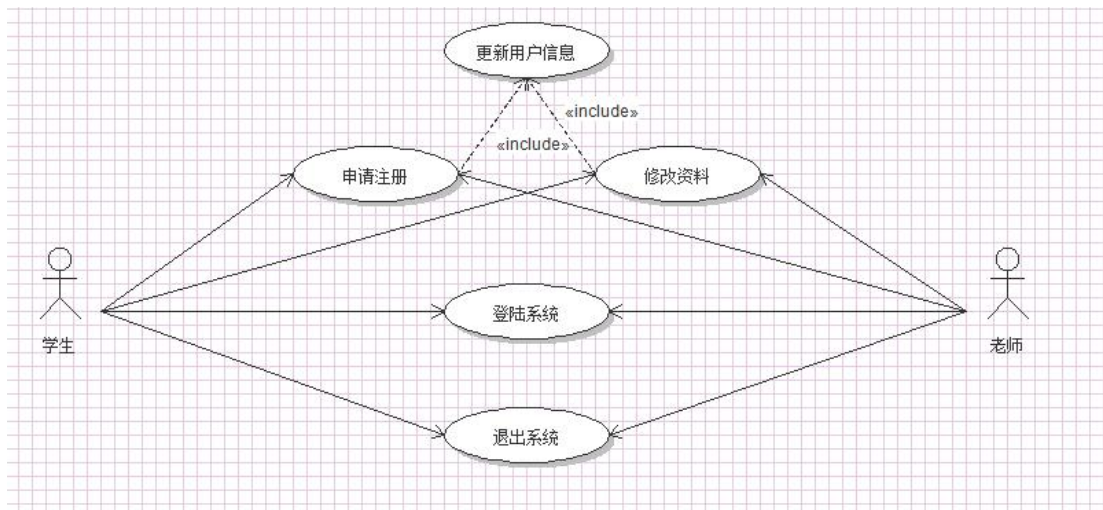 更新用户信息
«include»
«include»
申请注册
修改资料
登陆系统
学生
老师
退出系统